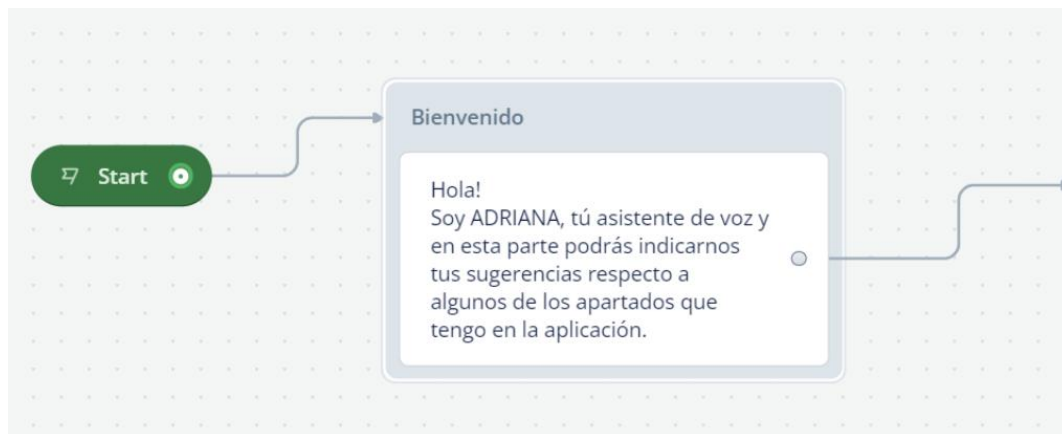 Start
Bienvenido
Hola!
Soy ADRIANA, tú asistente de voz y
en esta parte podrás indicarnos
tus sugerencias respecto a
algunos de los apartados que
tengo en la aplicación.